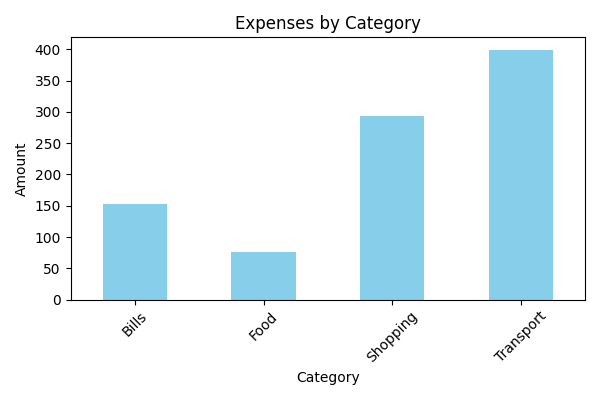 Expenses by Category
400
350
300
250
200
150
100
50
0
Amount
Bills
Food
Shopping
Transport
Category